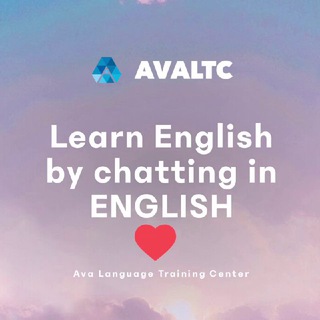 AVALTC
Learn English
by chatting in
ENGLISH
Ava Language Training Center